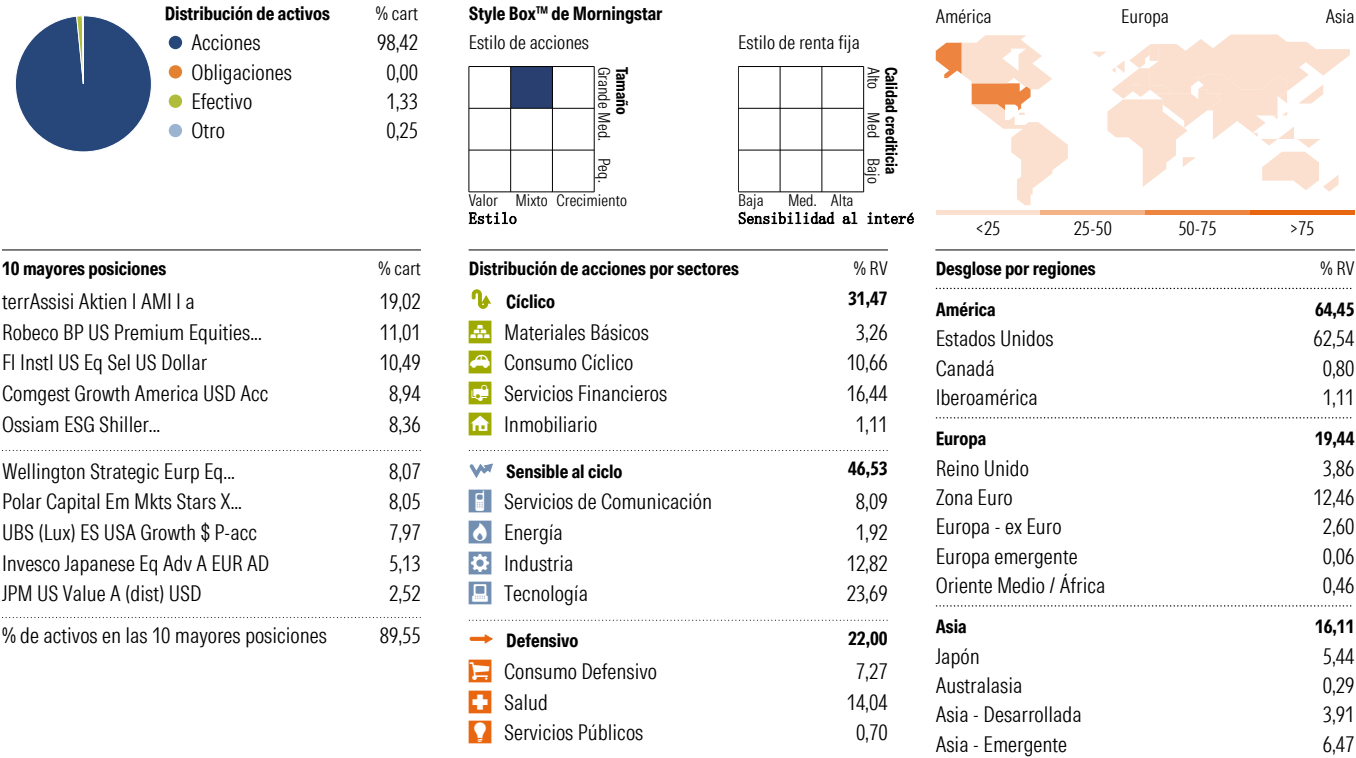 Distribución de activos % cart
Acciones 98,42
Obligaciones 0,00
Efectivo 1,33
Otro 0,25
Style Box™ de Morningstar
Estilo de acciones
Tamaño
Grande Med. Peq.
Valor Mixto Crecimiento
Estilo
Estilo de renta fija
Calidad crediticia
Alto Med Bajo
Baja Med. Alta
Sensibilidad al interé
América Europa Asia
<25 25-50 50-75 >75
10 mayores posiciones % cart
terrAssisi Aktien I AMI I a 19,02
Robeco BP US Premium Equities... 11,01
FI Instl US Eq Sel US Dollar 10,49
Comgest Growth America USD Acc 8,94
Ossiam ESG Shiller... 8,36
Wellington Strategic Eurp Eq... 8,07
Polar Capital Em Mkts Stars X... 8,05
UBS (Lux) ES USA Growth $ P-acc 7,97
Invesco Japanese Eq Adv A EUR AD 5,13
JPM US Value A (dist) USD 2,52
% de activos en las 10 mayores posiciones 89,55
Distribución de acciones por sectores % RV
Cíclico 31,47
Materiales Básicos 3,26
Consumo Cíclico 10,66
Servicios Financieros 16,44
Inmobiliario 1,11
Sensible al ciclo 46,53
Servicios de Comunicación 8,09
Energía 1,92
Industria 12,82
Tecnología 23,69
Defensivo 22,00
Consumo Defensivo 7,27
Salud 14,04
Servicios Públicos 0,70
Desglose por regiones % RV
América 64,45
Estados Unidos 62,54
Canadá 0,80
Iberoamérica 1,11
Europa 19,44
Reino Unido 3,86
Zona Euro 12,46
Europa - ex Euro 2,60
Europa emergente 0,06
Oriente Medio / África 0,46
Asia 16,11
Japón 5,44
Australasia 0,29
Asia - Desarrollada 3,91
Asia - Emergente 6,47